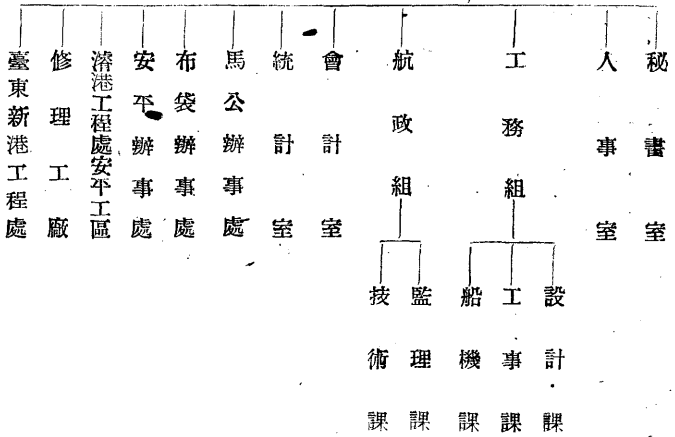 秘書室
人事室
工務組
設計課
工事課
船機課
航政組
監理課
技術課
會計室
統計室
馬公辦事處
布袋辦事處
安平辦事處
濬港工程處安平工區
修理工廠
臺東新港工程處